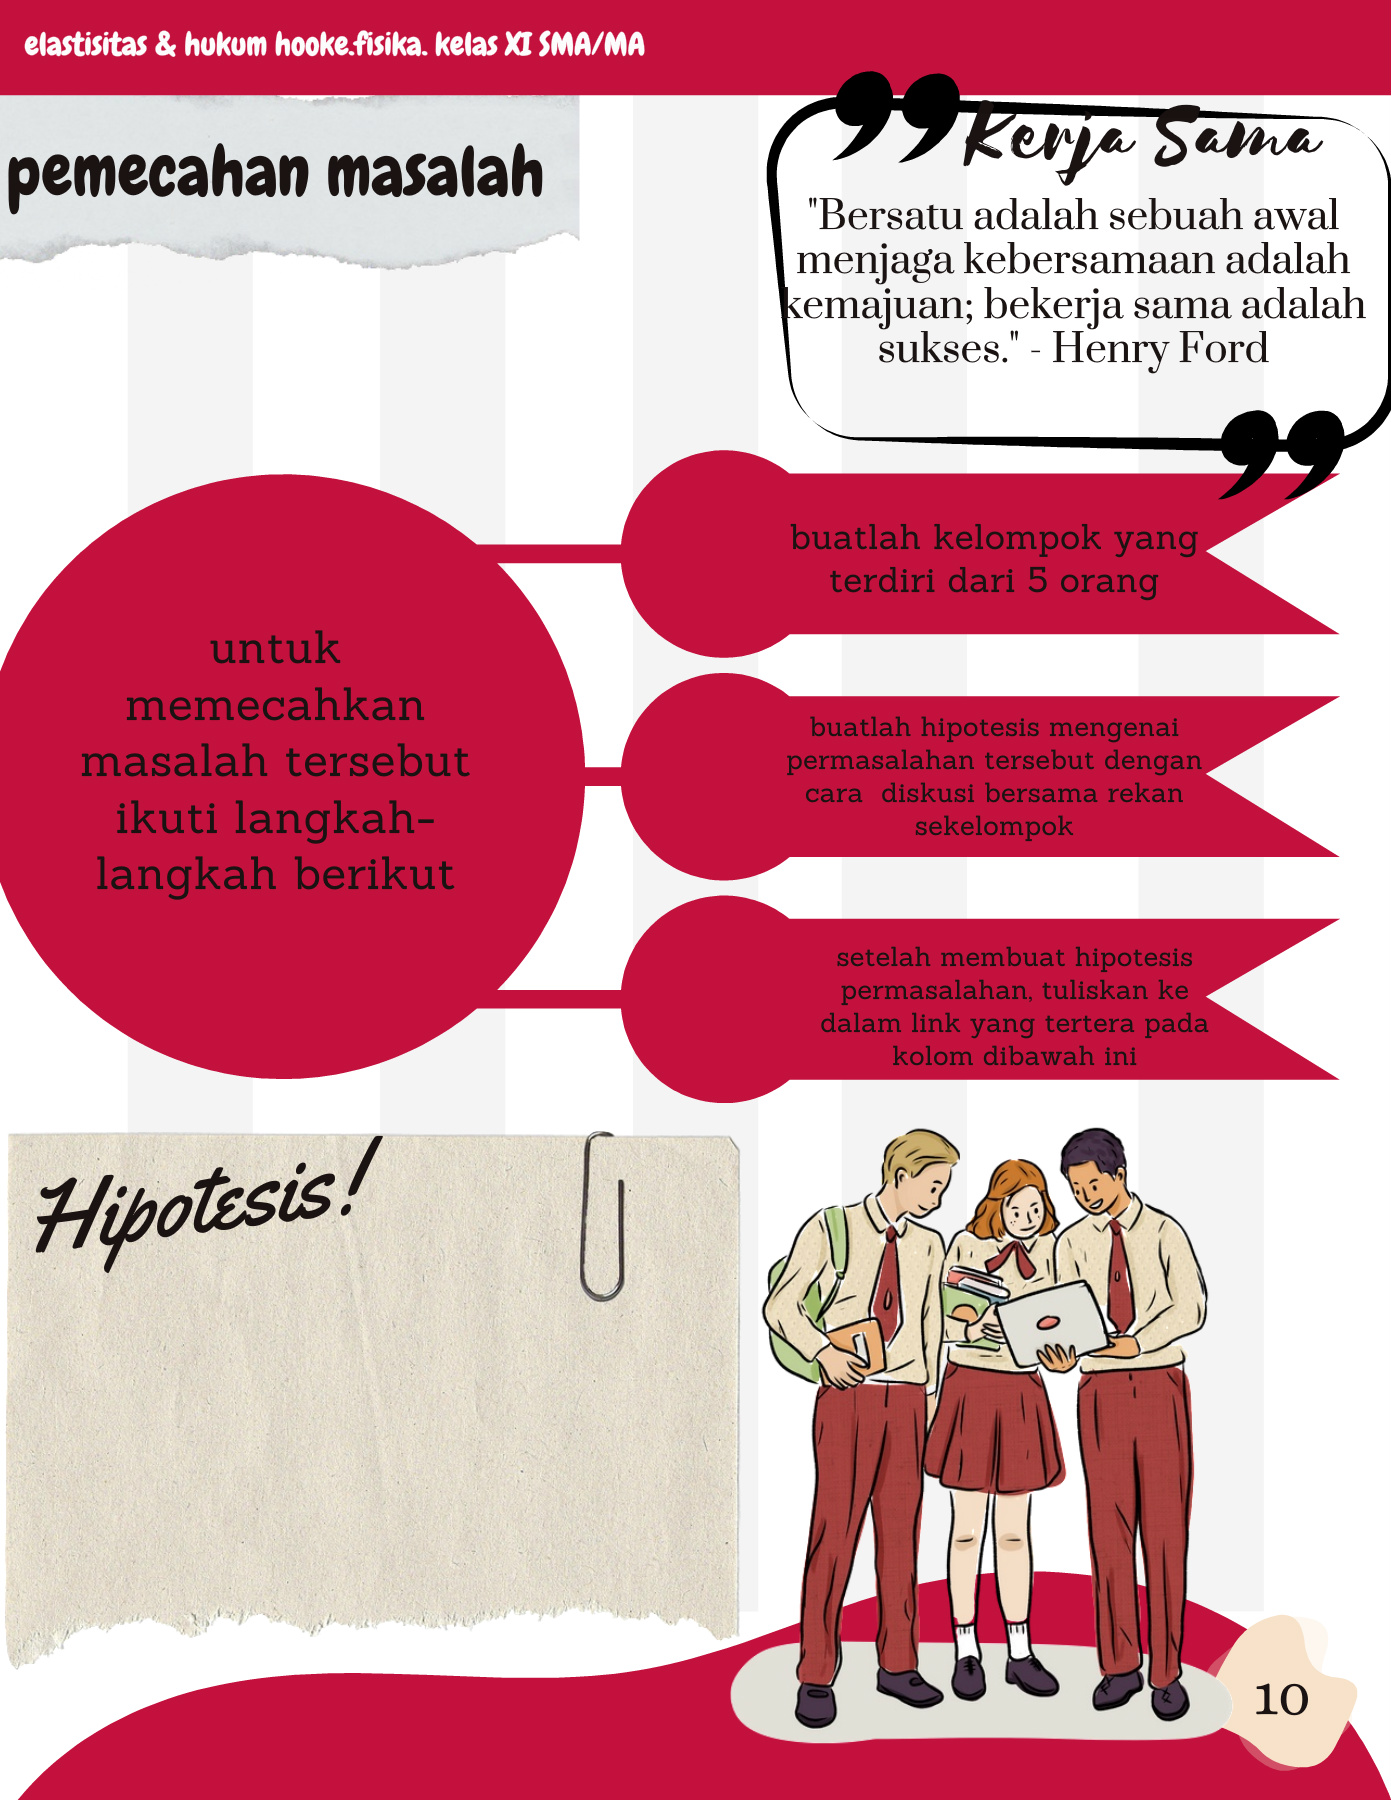 elastisitas & hukum hooke.fisika. kelas XI SMA/MA
pemecahan masalah
Kerja Sama
"Bersatu adalah sebuah awal
menjaga kebersamaan adalah
kemajuan; bekerja sama adalah
sukses." - Henry Ford
untuk
memecahkan
masalah tersebut
ikuti langkah-
langkah berikut
buatlah kelompok yang
terdiri dari 5 orang
buatlah hipotesis mengenai
permasalahan tersebut dengan
cara  diskusi bersama rekan
sekelompok
setelah membuat hipotesis
permasalahan, tuliskan ke
dalam link yang tertera pada
kolom dibawah ini
Hipotesis!
10